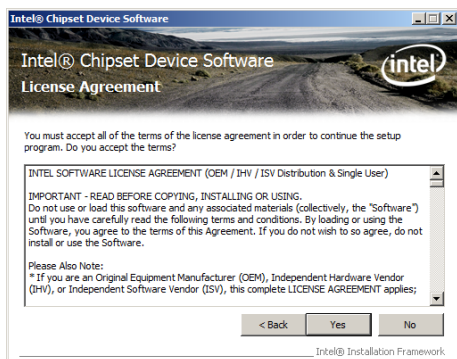 Intel® Chipset Device Software
Intel® Chipset Device Software
License Agreement
intel
You must accept all of the terms of the license agreement in order to continue the setup
program. Do you accept the terms?
INTEL SOFTWARE LICENSE AGREEMENT (OEM / IHV / ISV Distribution & Single User)
IMPORTANT - READ BEFORE COPYING, INSTALLING OR USING.
Do not use or load this software and any associated materials (collectively, the "Software")
until you have carefully read the following terms and conditions. By loading or using the
Software, you agree to the terms of this Agreement. If you do not wish to so agree, do not
install or use the Software.
Please Also Note:
* If you are an Original Equipment Manufacturer (OEM), Independent Hardware Vendor
(IHV), or Independent Software Vendor (ISV), this complete LICENSE AGREEMENT applies;
< Back Yes No
Intel® Installation Framework